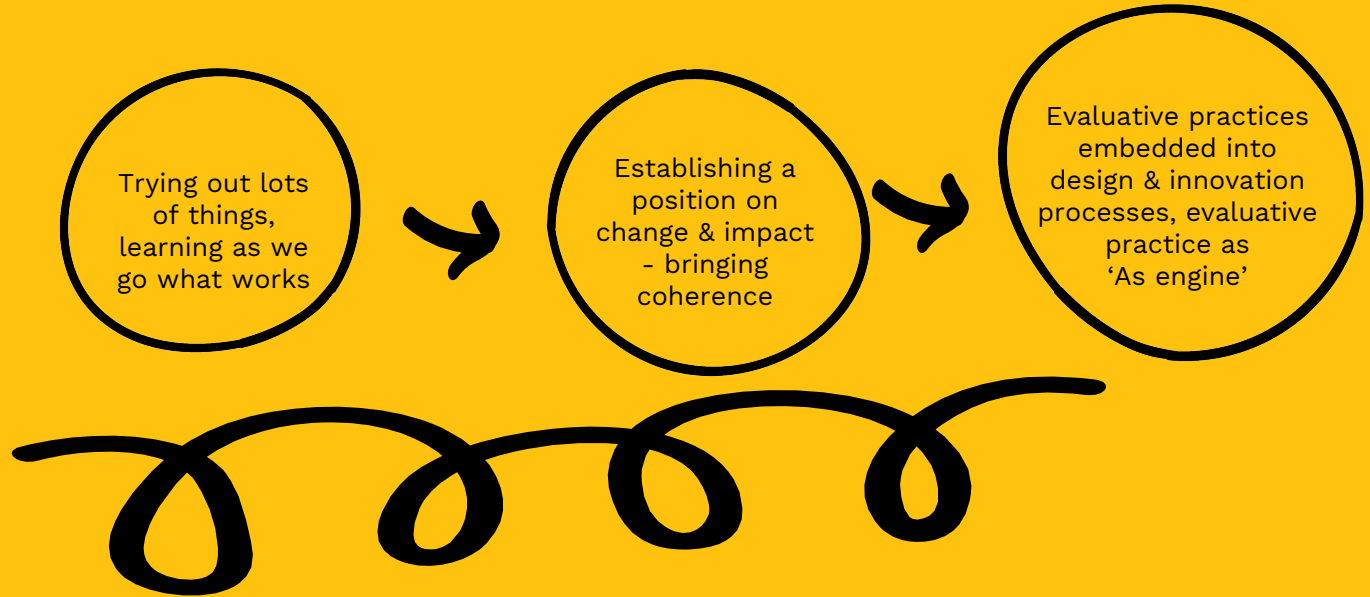 Trying out lots
of things,
learning as we
go what works
Establishing a
position on
change & impact
- bringing
coherence
Evaluative practices
embedded into
design & innovation
processes, evaluative
practice as
‘As engine’